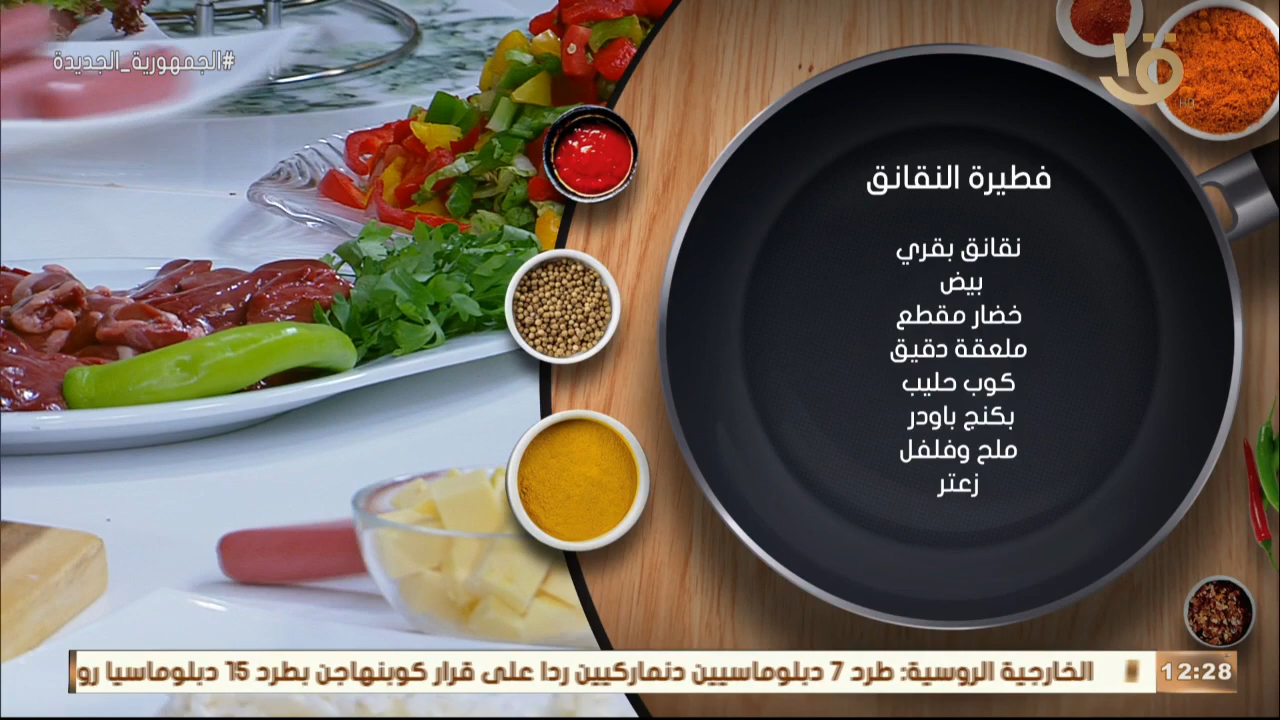 #الجمهورية_الجديدة
HD
فطيرة النقانق
نقانق بقري
بيض
خضار مقطع
ملعقة دقيق
كوب حليب
بكنج باودر
ملح وفلفل
زعتر
الخارجية الروسية: طرد 7 دبلوماسيين دنماركيين ردا على قرار كوبنهاجن بطرد 15 دبلوماسيا رو
12:28